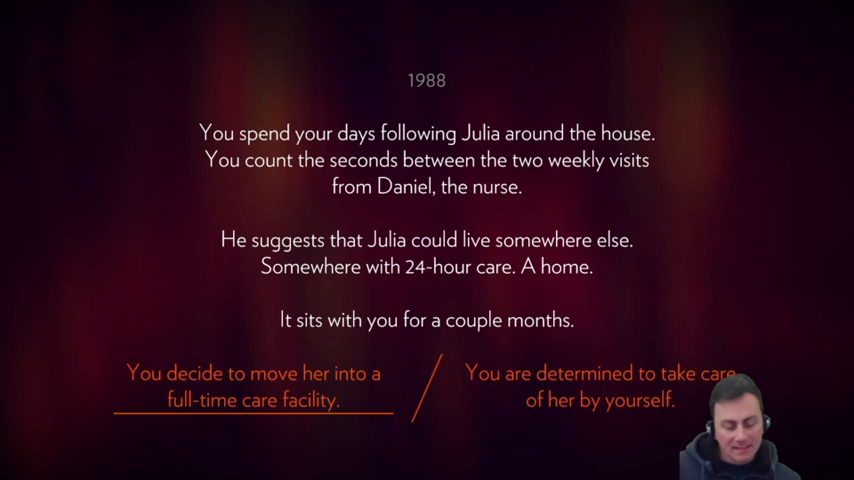 1988
You spend your days following Julia around the house.
You count the seconds between the two weekly visits
from Daniel, the nurse.
He suggests that Julia could live somewhere else.
Somewhere with 24-hour care. A home.
It sits with you for a couple months.
You decide to move her into a
full-time care facility.
You are determined to take care
of her by yourself.